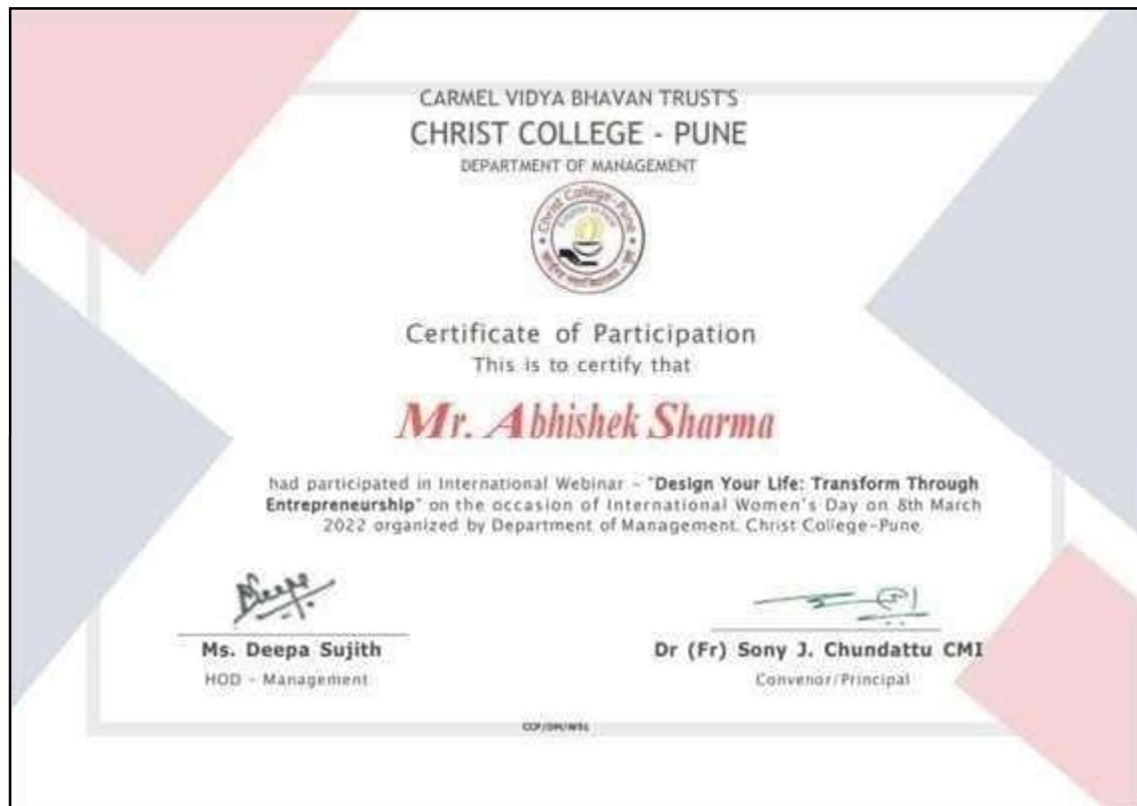 CARMEL VIDYA BHAVAN TRUST'S
CHRIST COLLEGE - PUNE
DEPARTMENT OF MANAGEMENT
Christ College-Pune
Certificate of Participation
This is to certify that
Mr. Abhishek Sharma
had participated in International Webinar - "Design Your Life: Transform Through
Entrepreneurship" on the occasion of International Women's Day on 8th March
2022 organized by Department of Management, Christ College-Pune.
Ms. Deepa Sujith
HOD - Management
Dr (Fr) Sony J. Chundattu CMI
Convenor/Principal